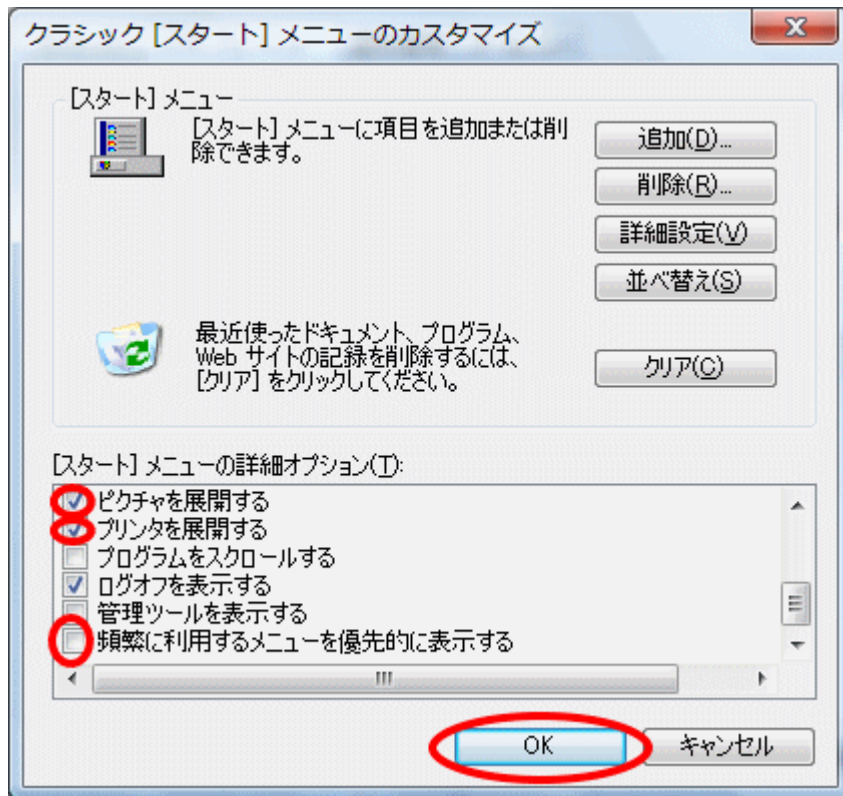 クラシック [スタート] メニューのカスタマイズ
[スタート] メニュー
[スタート] メニューに項目を追加または削
除できます。
追加(D)...
削除(R)...
詳細設定(V)
並べ替え(S)
最近使ったドキュメント、プログラム、
Web サイトの記録を削除するには、
[クリア] をクリックしてください。
クリア(C)
[スタート] メニューの詳細オプション(T):
ピクチャを展開する
プリンタを展開する
プログラムをスクロールする
ログオフを表示する
管理ツールを表示する
頻繁に利用するメニューを優先的に表示する
OK
キャンセル